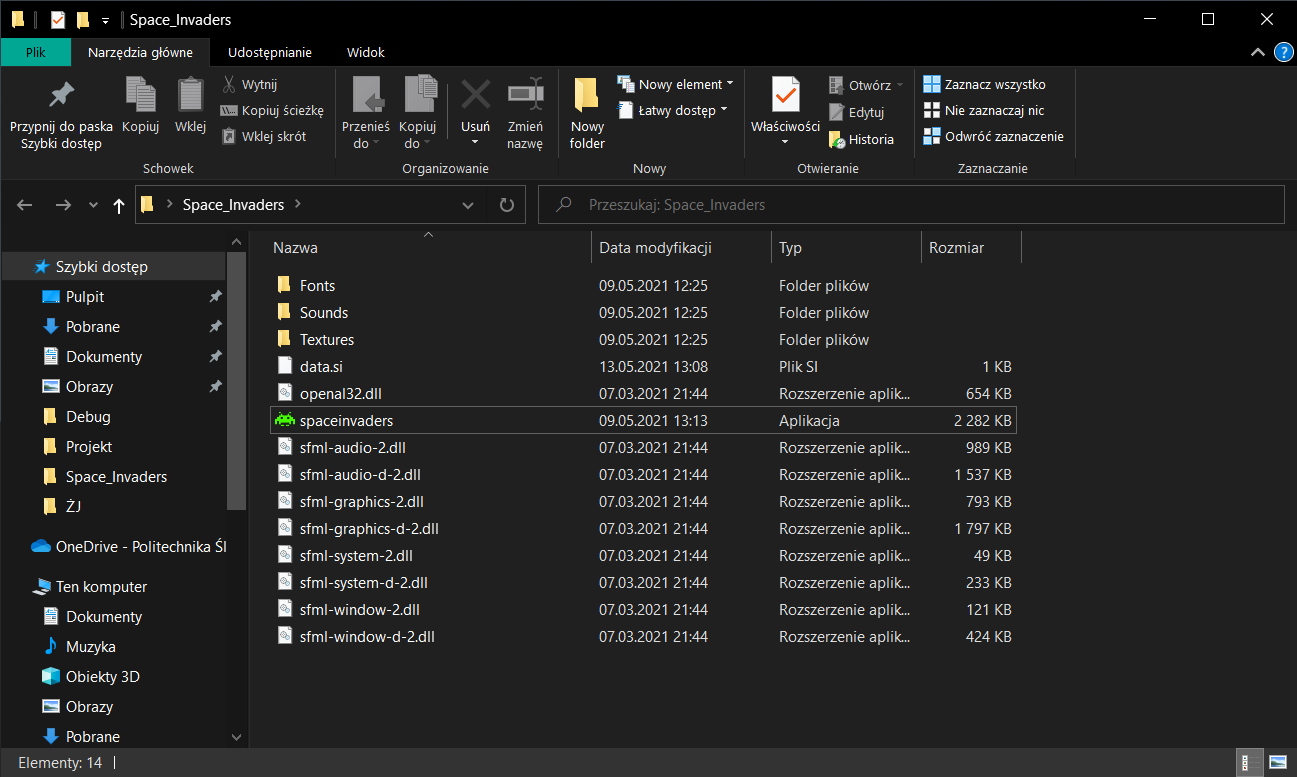 Space_Invaders
Plik Narzędzia główne Udostępnianie Widok
Przypnij do paska Szybki dostęp
Kopiuj
Wklej
Wytnij
Kopiuj ścieżkę
Wklej skrót
Schowek
Przenieś do
Kopiuj do
Usuń
Zmień nazwę
Organizowanie
Nowy folder
Nowy element
Łatwy dostęp
Nowy
Właściwości
Otwórz
Edytuj
Historia
Otwieranie
Zaznacz wszystko
Nie zaznaczaj nic
Odwróć zaznaczenie
Zaznaczanie
Space_Invaders
Przeszukaj: Space_Invaders
Szybki dostęp
Pulpit
Pobrane
Dokumenty
Obrazy
Debug
Projekt
Space_Invaders
ŻJ
OneDrive - Politechnika Śl
Ten komputer
Dokumenty
Muzyka
Obiekty 3D
Obrazy
Pobrane
Nazwa Data modyfikacji Typ Rozmiar
Fonts 09.05.2021 12:25 Folder plików
Sounds 09.05.2021 12:25 Folder plików
Textures 09.05.2021 12:25 Folder plików
data.si 13.05.2021 13:08 Plik SI 1 KB
openal32.dll 07.03.2021 21:44 Rozszerzenie aplik... 654 KB
spaceinvaders 09.05.2021 13:13 Aplikacja 2 282 KB
sfml-audio-2.dll 07.03.2021 21:44 Rozszerzenie aplik... 989 KB
sfml-audio-d-2.dll 07.03.2021 21:44 Rozszerzenie aplik... 1 537 KB
sfml-graphics-2.dll 07.03.2021 21:44 Rozszerzenie aplik... 793 KB
sfml-graphics-d-2.dll 07.03.2021 21:44 Rozszerzenie aplik... 1 797 KB
sfml-system-2.dll 07.03.2021 21:44 Rozszerzenie aplik... 49 KB
sfml-system-d-2.dll 07.03.2021 21:44 Rozszerzenie aplik... 233 KB
sfml-window-2.dll 07.03.2021 21:44 Rozszerzenie aplik... 121 KB
sfml-window-d-2.dll 07.03.2021 21:44 Rozszerzenie aplik... 424 KB
Elementy: 14